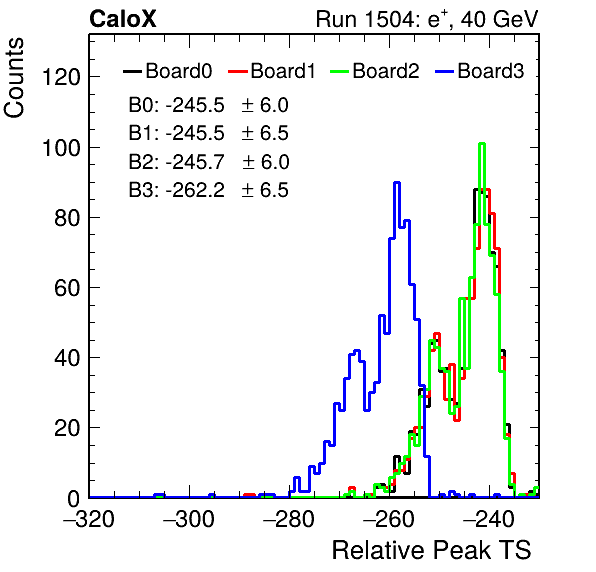 CaloX Run 1504: e⁺, 40 GeV
Counts
Board0 Board1 Board2 Board3
B0: -245.5 ± 6.0
B1: -245.5 ± 6.5
B2: -245.7 ± 6.0
B3: -262.2 ± 6.5
120
100
80
60
40
20
0
−320 −300 −280 −260 −240
Relative Peak TS